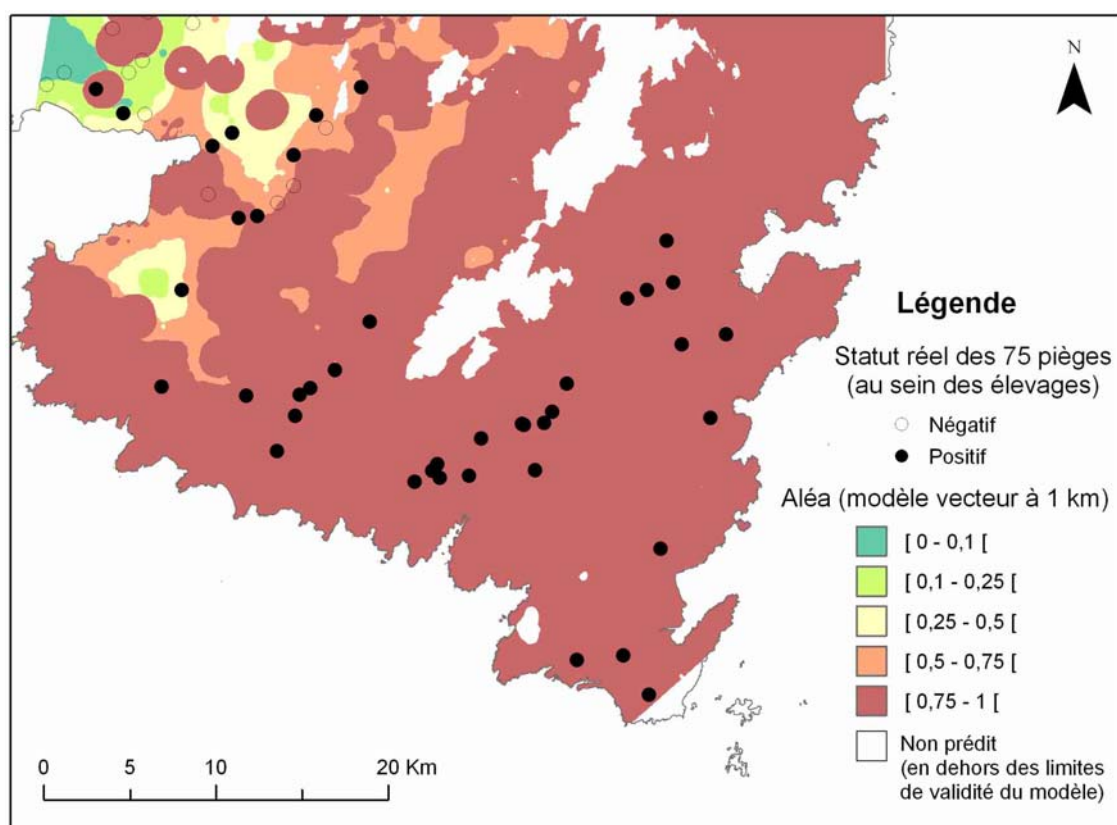 N
Légende
Statut réel des 75 pièges
(au sein des élevages)
Négatif
Positif
Aléa (modèle vecteur à 1 km)
[ 0 - 0,1 [
[ 0,1 - 0,25 [
[ 0,25 - 0,5 [
[ 0,5 - 0,75 [
[ 0,75 - 1 [
Non prédit
(en dehors des limites
de validité du modèle)
0 5 10 20 Km